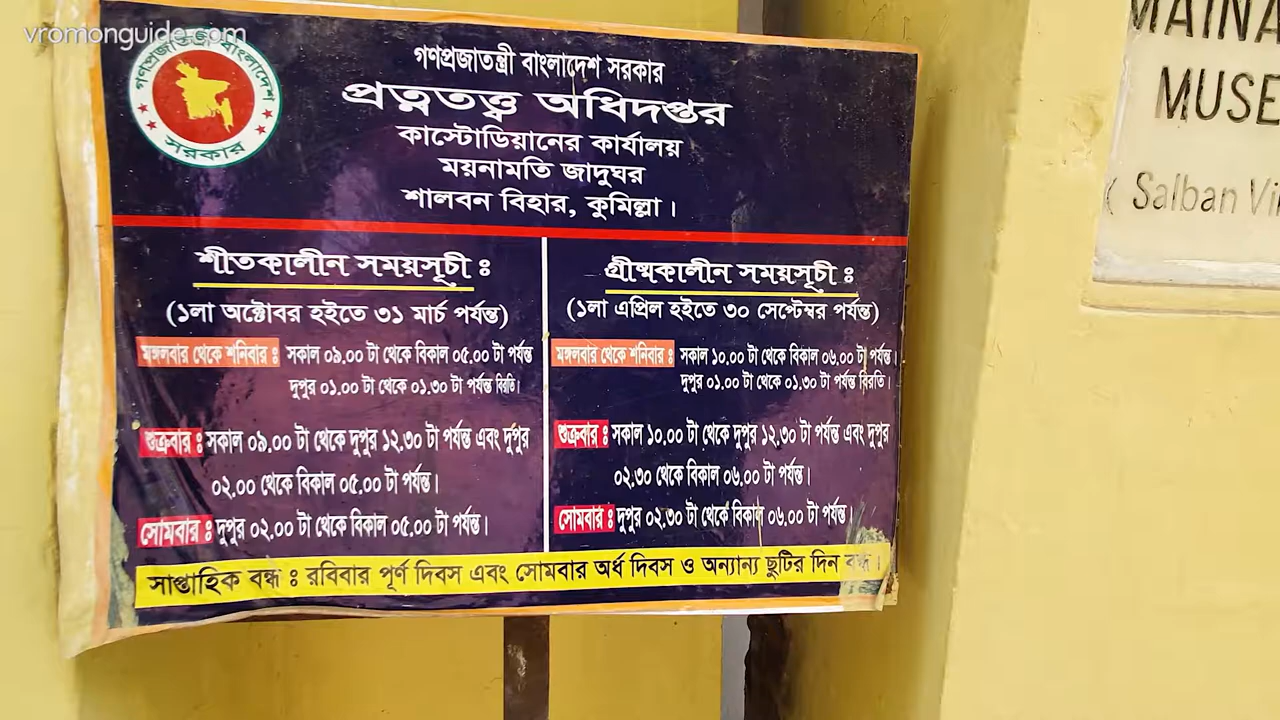 vromonguide.com
গণপ্রজাতন্ত্রী বাংলাদেশ
সরকার
গণপ্রজাতন্ত্রী বাংলাদেশ সরকার
প্রত্নতত্ত্ব অধিদপ্তর
কাস্টোডিয়ানের কার্যালয়
ময়নামতি জাদুঘর
শালবন বিহার, কুমিল্লা।
শীতকালীন সময়সূচী ঃ
(১লা অক্টোবর হইতে ৩১ মার্চ পর্যন্ত)
মঙ্গলবার থেকে শনিবার ঃ সকাল ০৯.০০ টা থেকে বিকাল ০৫.০০ টা পর্যন্ত
দুপুর ০১.০০ টা থেকে ০১.৩০ টা পর্যন্ত বিরতি।
শুক্রবার ঃ সকাল ০৯.০০ টা থেকে দুপুর ১২.৩০ টা পর্যন্ত এবং দুপুর
০২.০০ থেকে বিকাল ০৫.০০ টা পর্যন্ত।
সোমবার ঃ দুপুর ০২.০০ টা থেকে বিকাল ০৫.০০ টা পর্যন্ত।
গ্রীষ্মকালীন সময়সূচী ঃ
(১লা এপ্রিল হইতে ৩০ সেপ্টেম্বর পর্যন্ত)
মঙ্গলবার থেকে শনিবার ঃ সকাল ১০.০০ টা থেকে বিকাল ০৬.০০ টা পর্যন্ত।
দুপুর ০১.০০ টা থেকে ০১.৩০ টা পর্যন্ত বিরতি।
শুক্রবার ঃ সকাল ১০.০০ টা থেকে দুপুর ১২.৩০ টা পর্যন্ত এবং দুপুর
০২.৩০ থেকে বিকাল ০৬.০০ টা পর্যন্ত।
সোমবার ঃ দুপুর ০২.৩০ টা থেকে বিকাল ০৬.০০ টা পর্যন্ত।
সাপ্তাহিক বন্ধ ঃ রবিবার পূর্ণ দিবস এবং সোমবার অর্ধ দিবস ও অন্যান্য ছুটির দিন বন্ধ।
MAINA
MUSE
( Salban Vi